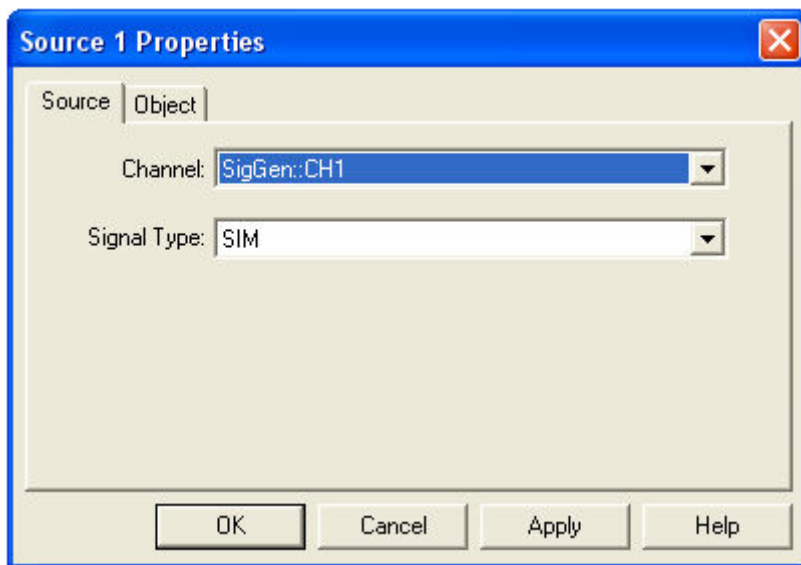 Source 1 Properties
Source Object
Channel: SigGen::CH1
Signal Type: SIM
OK Cancel Apply Help